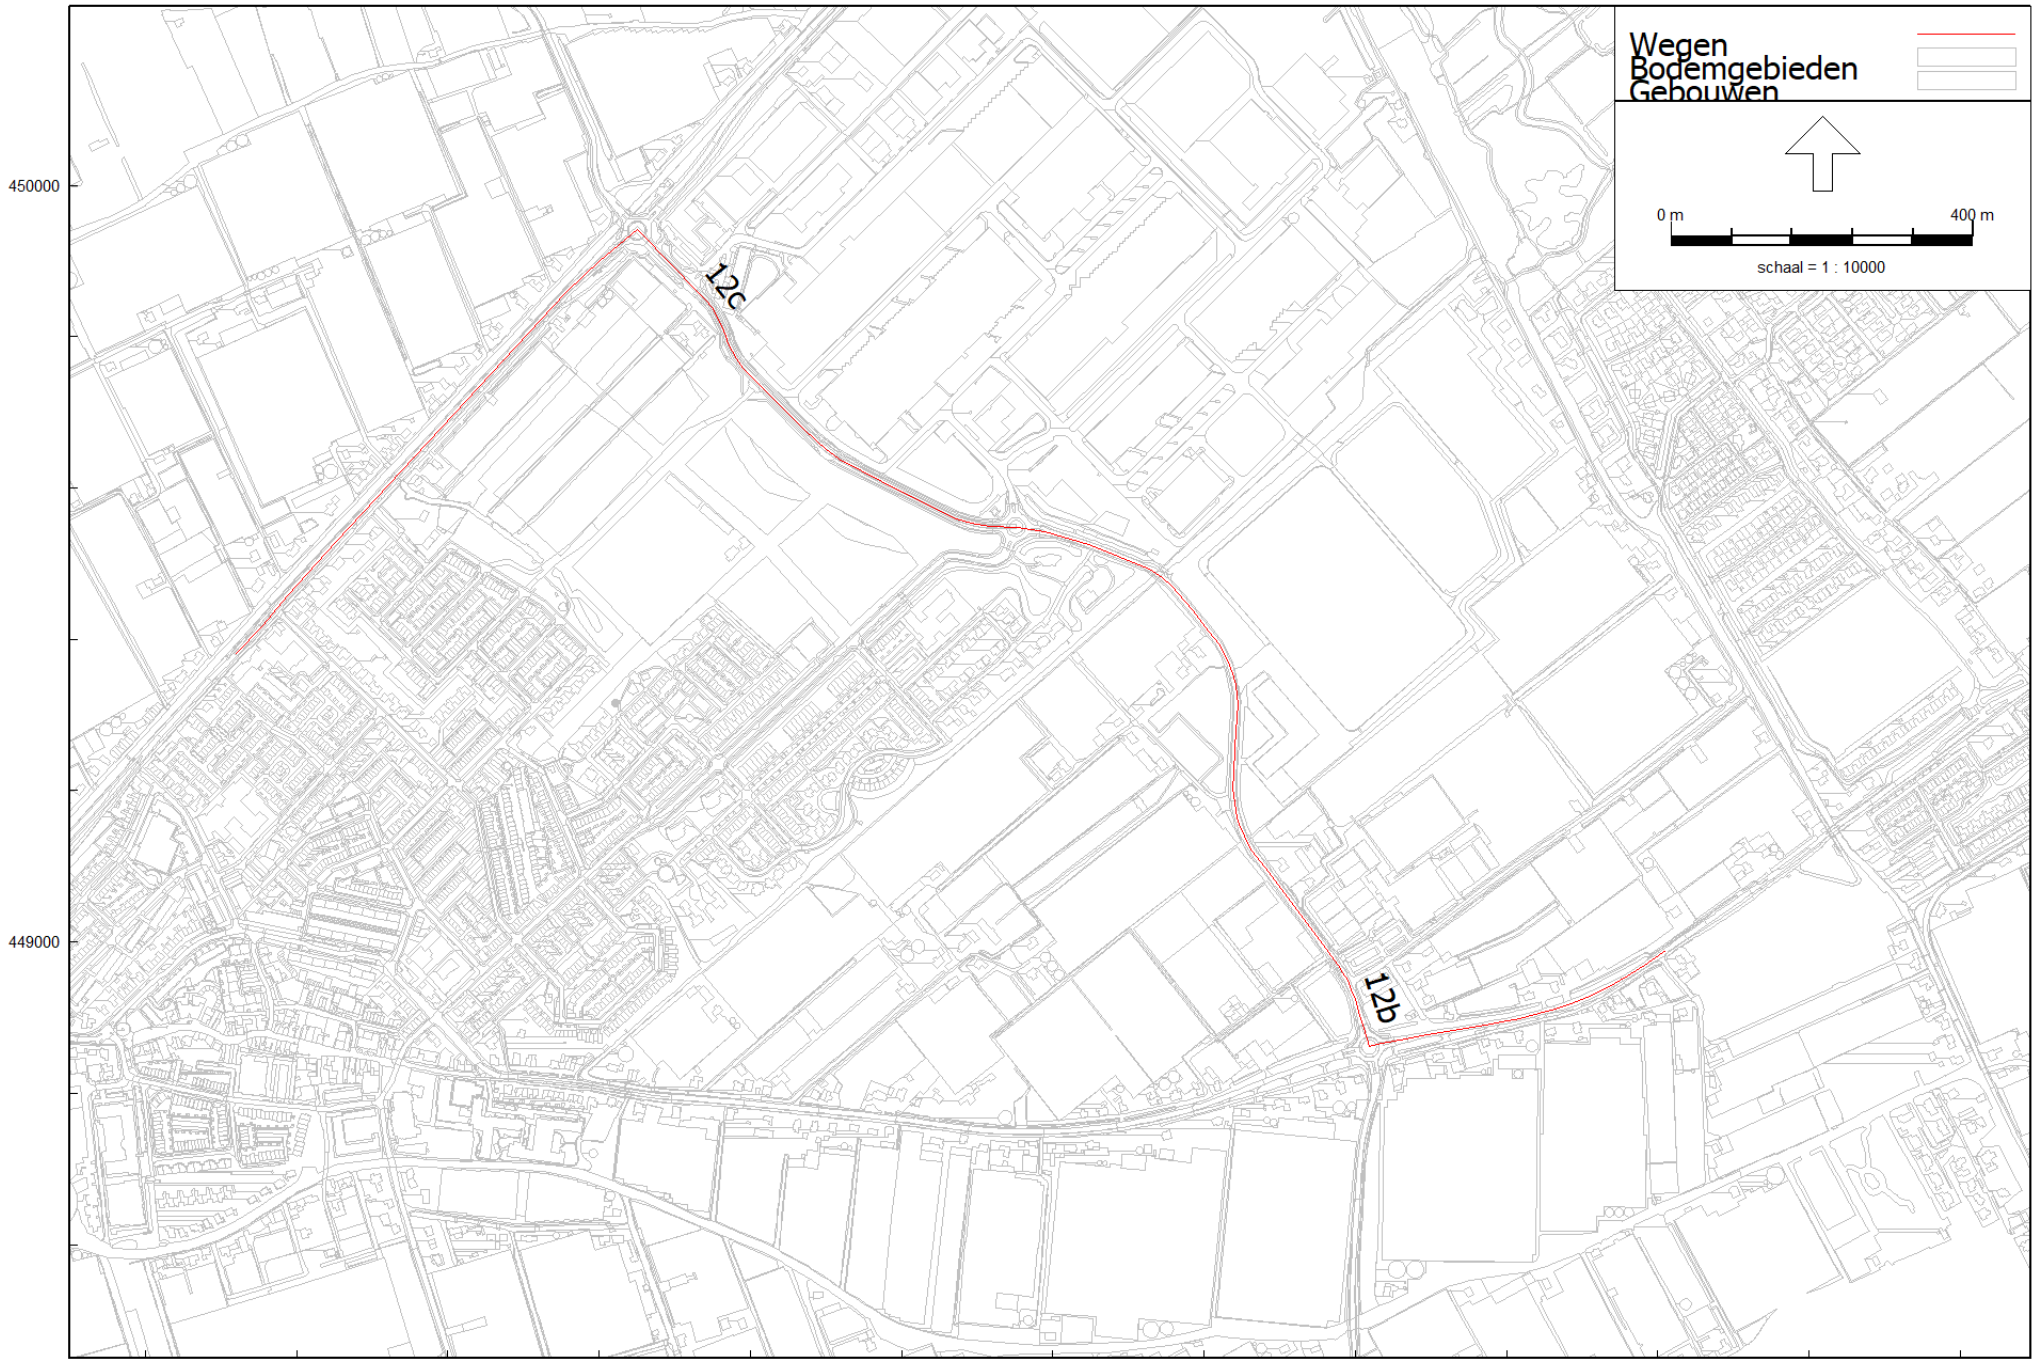 Wegen
Bodemgebieden
Gebouwen
0 m 400 m
schaal = 1 : 10000
450000
12c
449000
12b